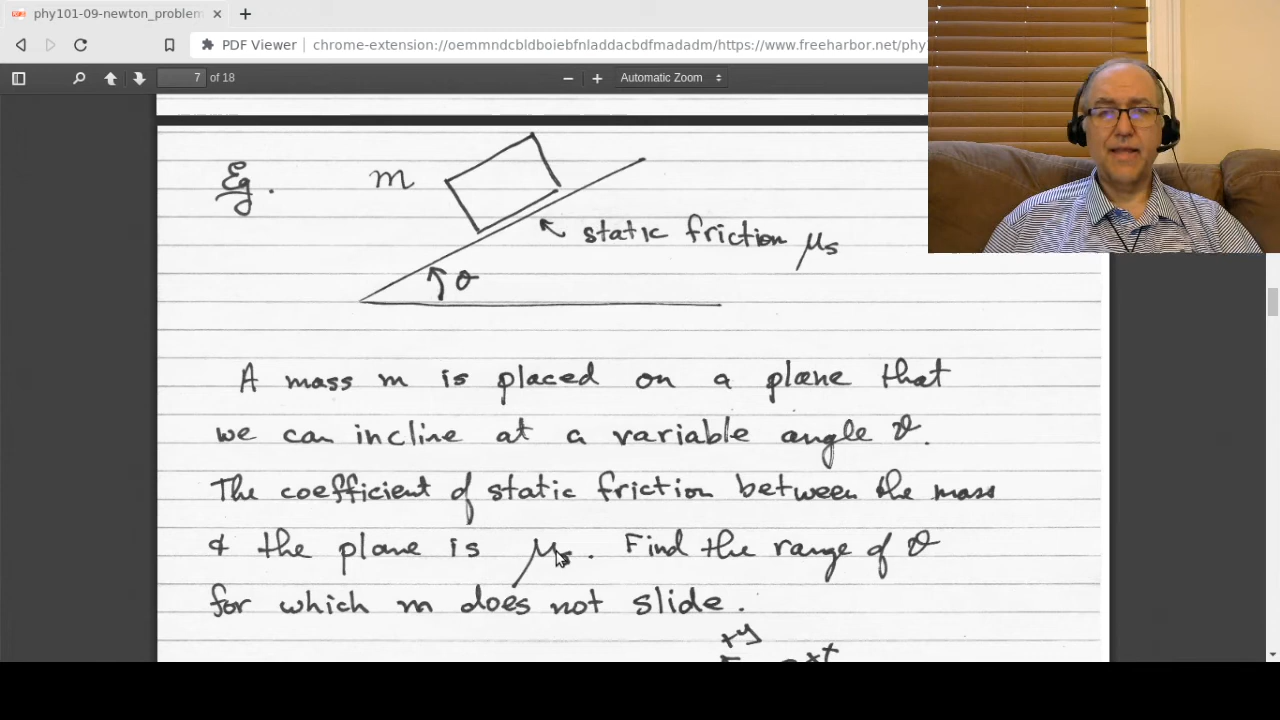 phy101-09-newton_problem
PDF Viewer
chrome-extension://oemmndcbldboiebfnladdacbdfmadadm/https://www.freeharbor.net/phy
7 of 18
Automatic Zoom
Eg.
m
static friction μs
θ
A mass m is placed on a plane that
we can incline at a variable angle θ.
The coefficient of static friction between the mass
& the plane is μs. Find the range of θ
for which m does not slide.
+y
+x